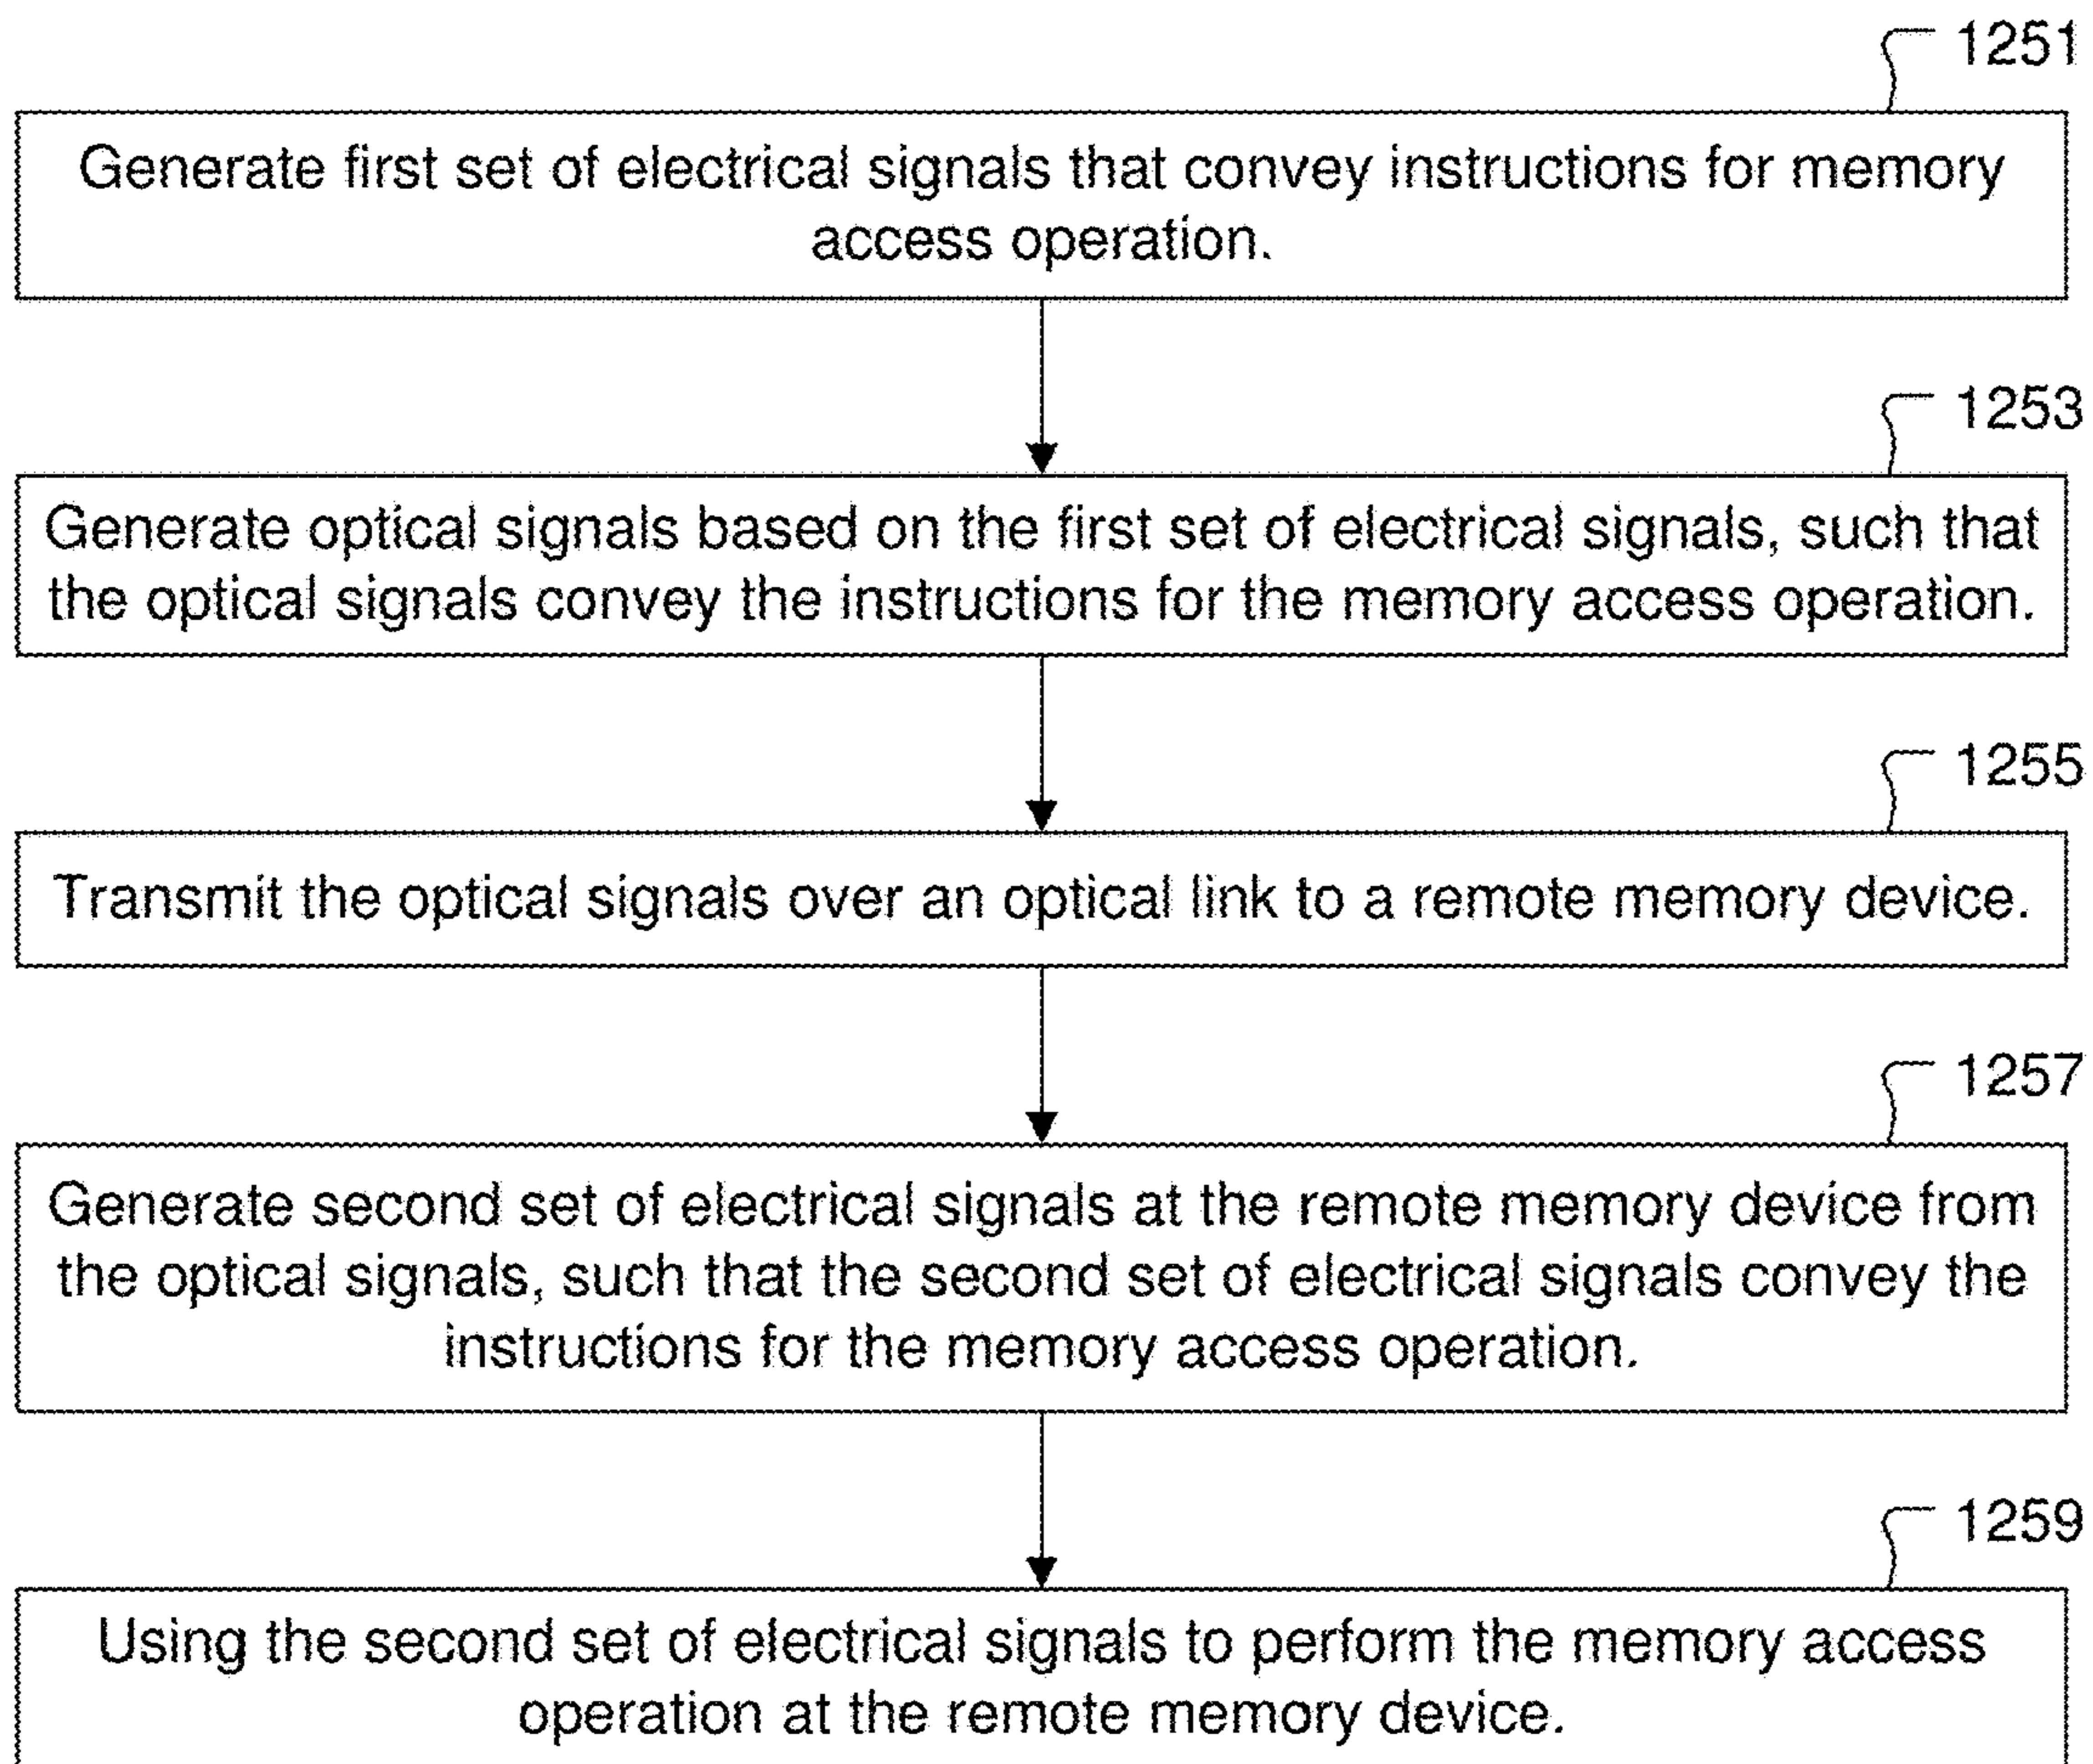 1251
Generate first set of electrical signals that convey instructions for memory
access operation.
1253
Generate optical signals based on the first set of electrical signals, such that
the optical signals convey the instructions for the memory access operation.
1255
Transmit the optical signals over an optical link to a remote memory device.
1257
Generate second set of electrical signals at the remote memory device from
the optical signals, such that the second set of electrical signals convey the
instructions for the memory access operation.
1259
Using the second set of electrical signals to perform the memory access
operation at the remote memory device.